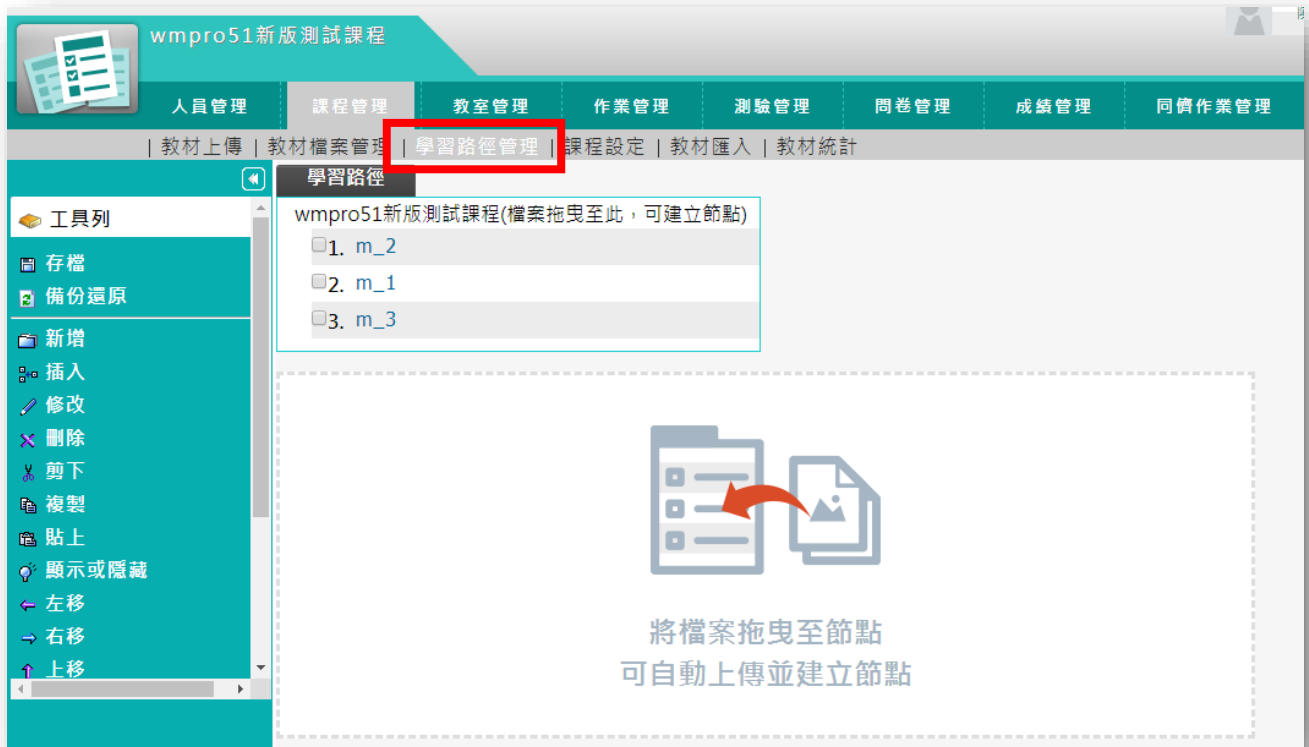 wmpro51新版測試課程
人員管理 課程管理 教室管理 作業管理 測驗管理 問卷管理 成績管理 同儕作業管理
| 教材上傳 | 教材檔案管理 | 學習路徑管理 | 課程設定 | 教材匯入 | 教材統計
學習路徑
工具列
存檔
備份還原
新增
插入
修改
刪除
剪下
複製
貼上
顯示或隱藏
左移
右移
上移
wmpro51新版測試課程(檔案拖曳至此，可建立節點)
1. m_2
2. m_1
3. m_3
將檔案拖曳至節點
可自動上傳並建立節點